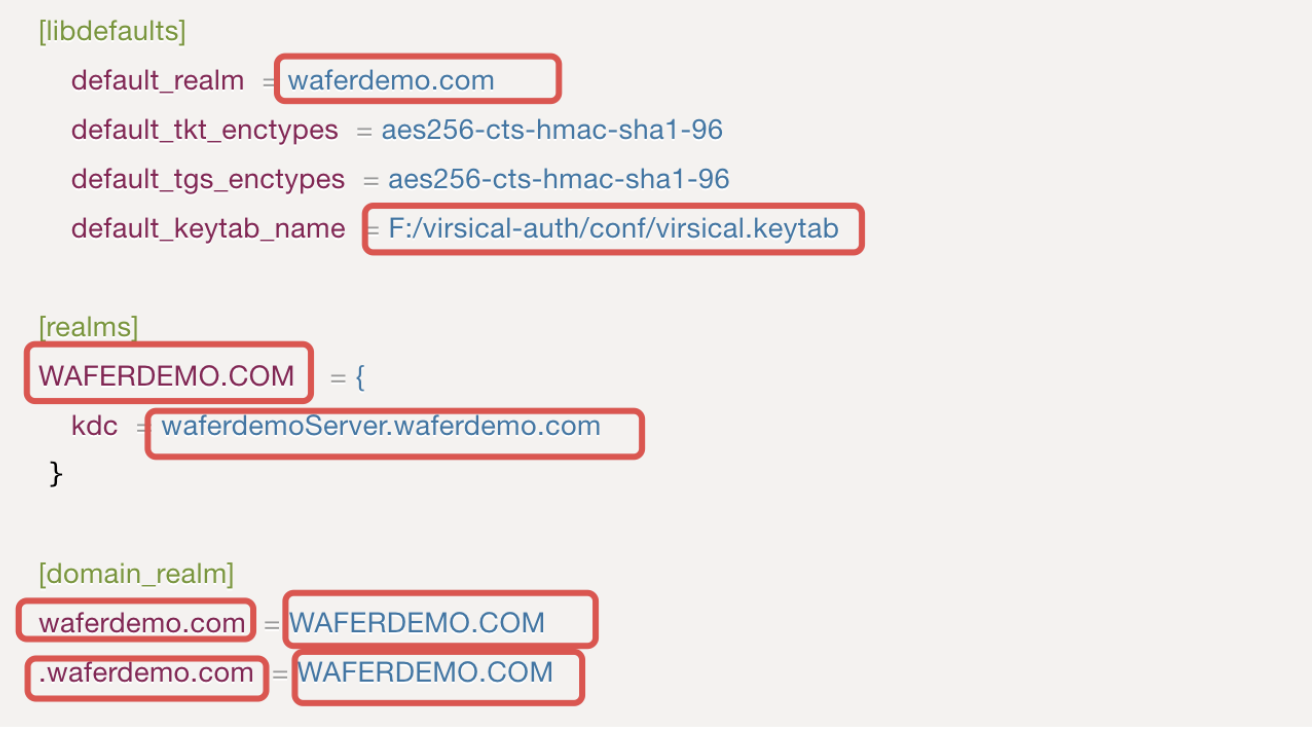 [libdefaults]
default_realm = waferdemo.com
default_tkt_enctypes = aes256-cts-hmac-sha1-96
default_tgs_enctypes = aes256-cts-hmac-sha1-96
default_keytab_name = F:/virsical-auth/conf/virsical.keytab
[realms]
WAFERDEMO.COM = {
kdc = waferdemoServer.waferdemo.com
}
[domain_realm]
waferdemo.com = WAFERDEMO.COM
.waferdemo.com = WAFERDEMO.COM